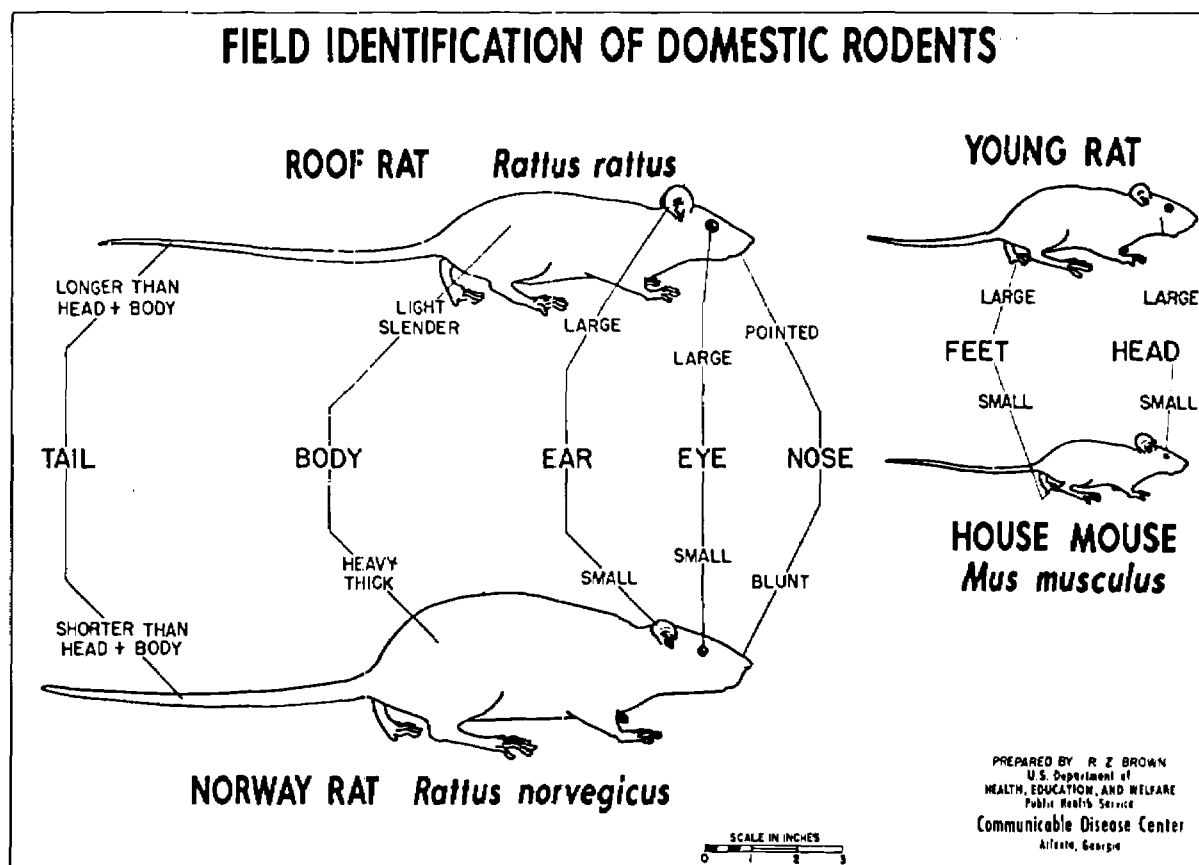 FIELD IDENTIFICATION OF DOMESTIC RODENTS
ROOF RAT Rattus rattus
LONGER THAN
HEAD + BODY
LIGHT
SLENDER
LARGE
LARGE
POINTED
TAIL
BODY
EAR
EYE
NOSE
SHORTER THAN
HEAD + BODY
HEAVY
THICK
SMALL
SMALL
BLUNT
NORWAY RAT Rattus norvegicus
YOUNG RAT
LARGE
LARGE
FEET
HEAD
SMALL
SMALL
HOUSE MOUSE
Mus musculus
SCALE IN INCHES
0 1 2 3
PREPARED BY R Z BROWN
U.S. Department of
HEALTH, EDUCATION, AND WELFARE
Public Health Service
Communicable Disease Center
Atlanta, Georgia